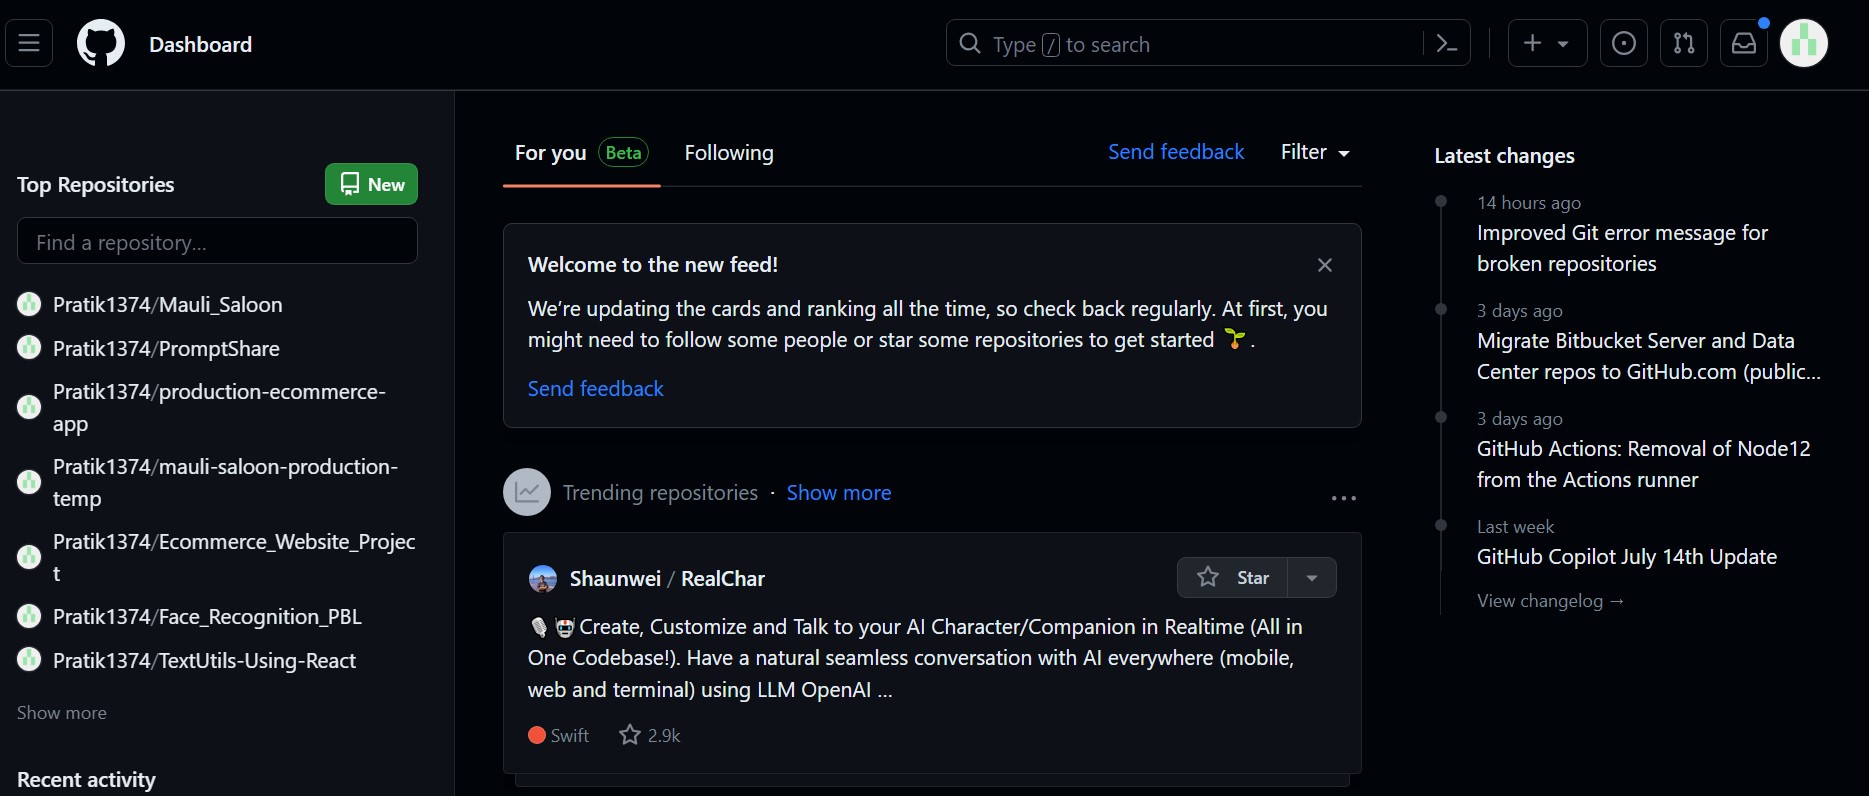 Dashboard
Type / to search
Top Repositories
New
Find a repository...
Pratik1374/Mauli_Saloon
Pratik1374/PromptShare
Pratik1374/production-ecommerce-
app
Pratik1374/mauli-saloon-production-
temp
Pratik1374/Ecommerce_Website_Projec
t
Pratik1374/Face_Recognition_PBL
Pratik1374/TextUtils-Using-React
Show more
Recent activity
For you Beta Following Send feedback Filter
Welcome to the new feed!
We’re updating the cards and ranking all the time, so check back regularly. At first, you
might need to follow some people or star some repositories to get started 🌱.
Send feedback
Trending repositories · Show more
Shaunwei / RealChar
Star
🎙️🤖Create, Customize and Talk to your AI Character/Companion in Realtime (All in
One Codebase!). Have a natural seamless conversation with AI everywhere (mobile,
web and terminal) using LLM OpenAI ...
Swift 2.9k
Latest changes
14 hours ago
Improved Git error message for
broken repositories
3 days ago
Migrate Bitbucket Server and Data
Center repos to GitHub.com (public...
3 days ago
GitHub Actions: Removal of Node12
from the Actions runner
Last week
GitHub Copilot July 14th Update
View changelog →